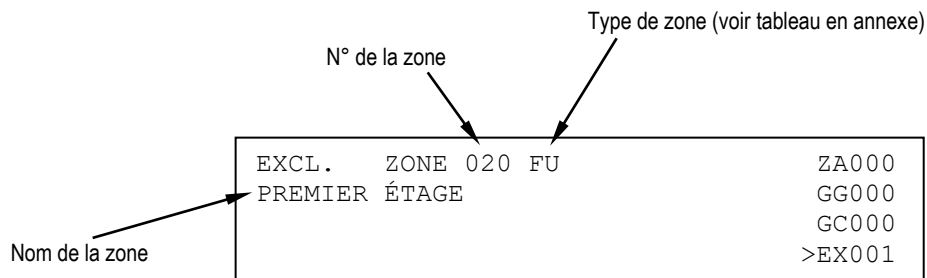 Type de zone (voir tableau en annexe)
N° de la zone
EXCL. ZONE 020 FU ZA000
PREMIER ÉTAGE GG000
GC000
Nom de la zone
>EX001